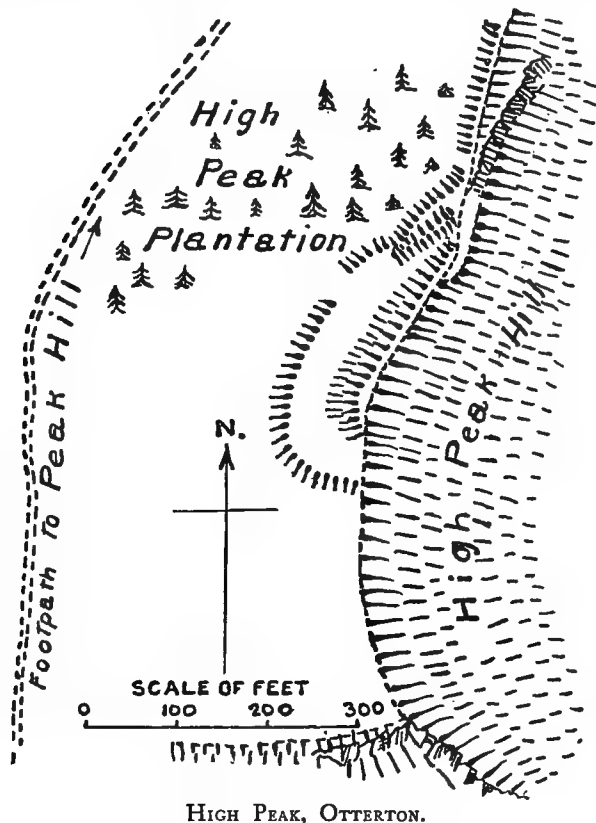 High
Peak
Plantation
Footpath to Peak Hill
High Peak Hill
N.
SCALE OF FEET
0 100 200 300
HIGH PEAK, OTTERTON.